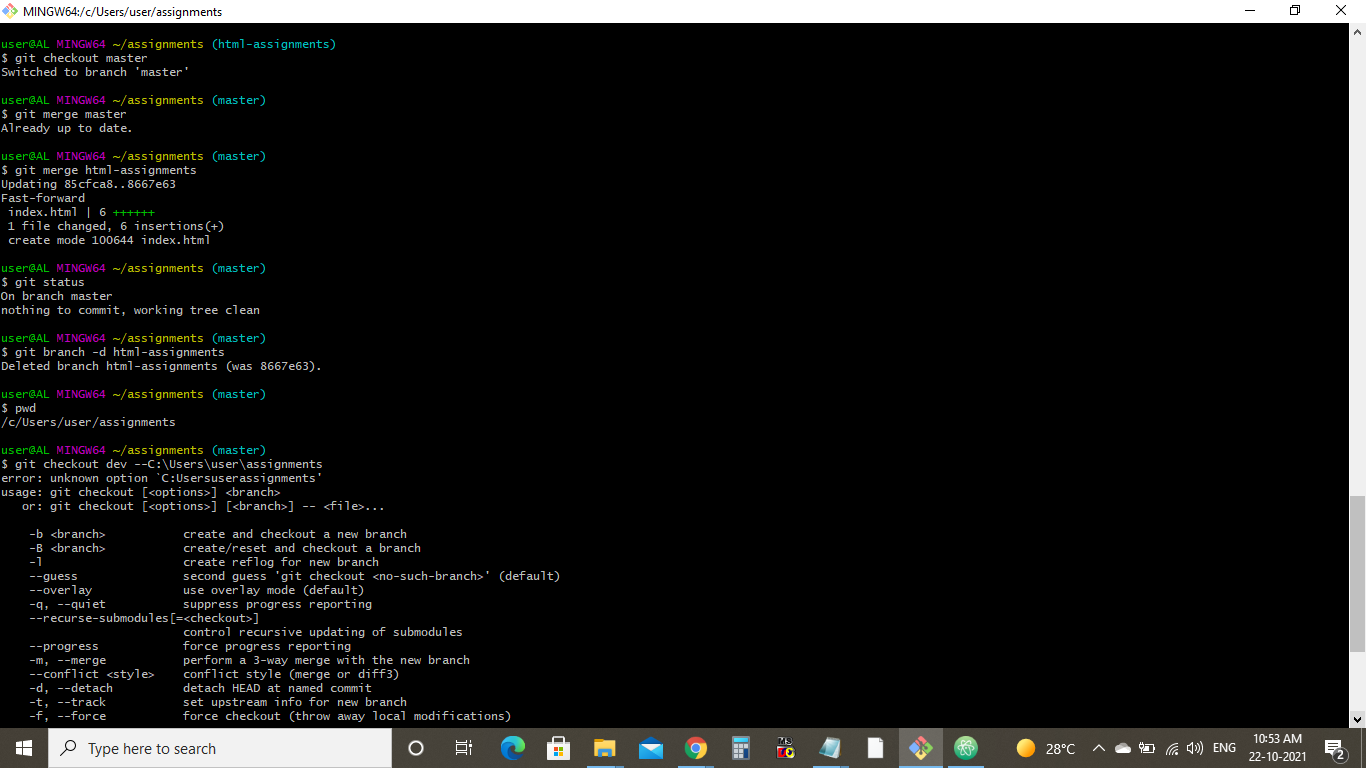 MINGW64:/c/Users/user/assignments
user@AL MINGW64 ~/assignments (html-assignments)
$ git checkout master
Switched to branch 'master'
user@AL MINGW64 ~/assignments (master)
$ git merge master
Already up to date.
user@AL MINGW64 ~/assignments (master)
$ git merge html-assignments
Updating 85cfca8..8667e63
Fast-forward
 index.html | 6 ++++++
 1 file changed, 6 insertions(+)
 create mode 100644 index.html
user@AL MINGW64 ~/assignments (master)
$ git status
On branch master
nothing to commit, working tree clean
user@AL MINGW64 ~/assignments (master)
$ git branch -d html-assignments
Deleted branch html-assignments (was 8667e63).
user@AL MINGW64 ~/assignments (master)
$ pwd
/c/Users/user/assignments
user@AL MINGW64 ~/assignments (master)
$ git checkout dev --C:\Users\user\assignments
error: unknown option `C:Usersuserassignments'
usage: git checkout [<options>] <branch>
   or: git checkout [<options>] [<branch>] -- <file>...
    -b <branch>           create and checkout a new branch
    -B <branch>           create/reset and checkout a branch
    -l                    create reflog for new branch
    --guess               second guess 'git checkout <no-such-branch>' (default)
    --overlay             use overlay mode (default)
    -q, --quiet           suppress progress reporting
    --recurse-submodules[=<checkout>]
                          control recursive updating of submodules
    --progress            force progress reporting
    -m, --merge           perform a 3-way merge with the new branch
    --conflict <style>    conflict style (merge or diff3)
    -d, --detach          detach HEAD at named commit
    -t, --track           set upstream info for new branch
    -f, --force           force checkout (throw away local modifications)
Type here to search
28°C
ENG
10:53 AM
22-10-2021
2